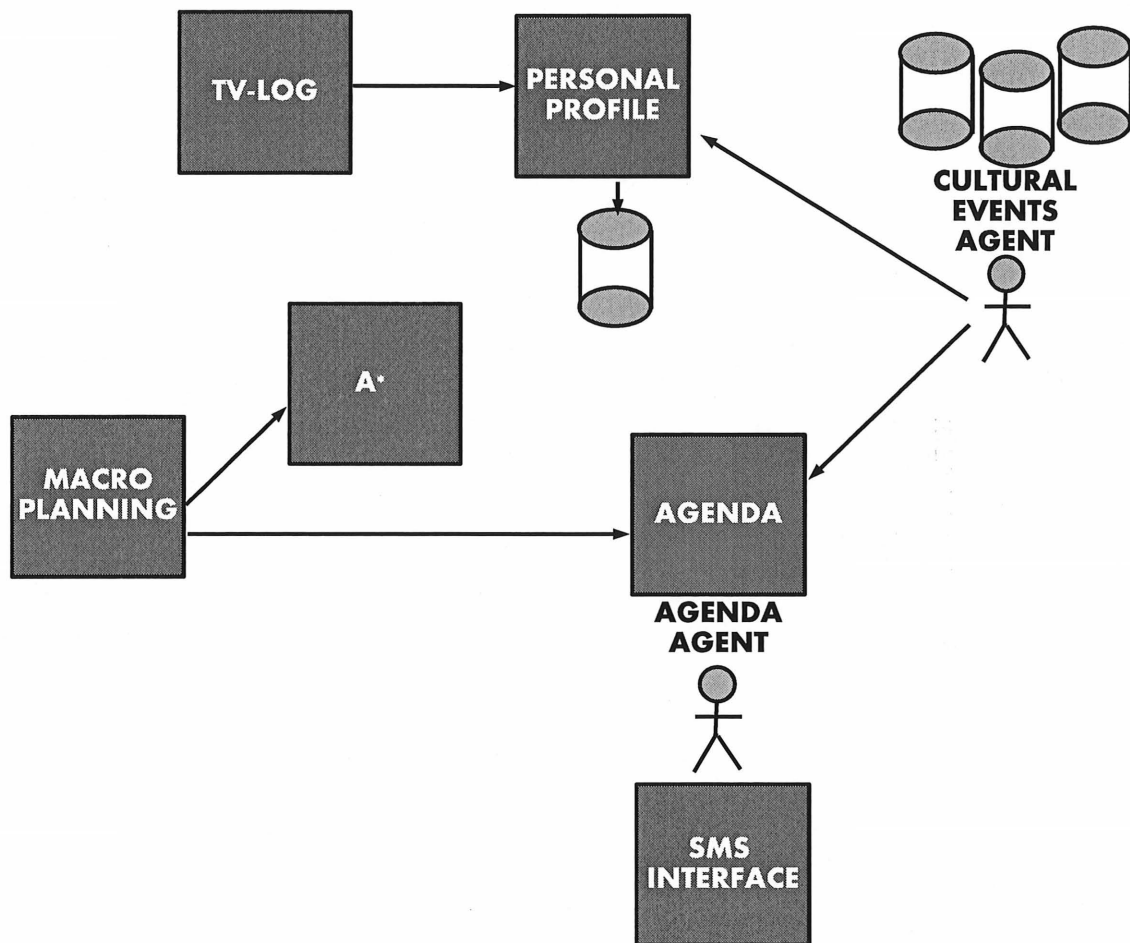 TV-LOG
PERSONAL
PROFILE
CULTURAL
EVENTS
AGENT
A*
MACRO
PLANNING
AGENDA
AGENDA
AGENT
SMS
INTERFACE